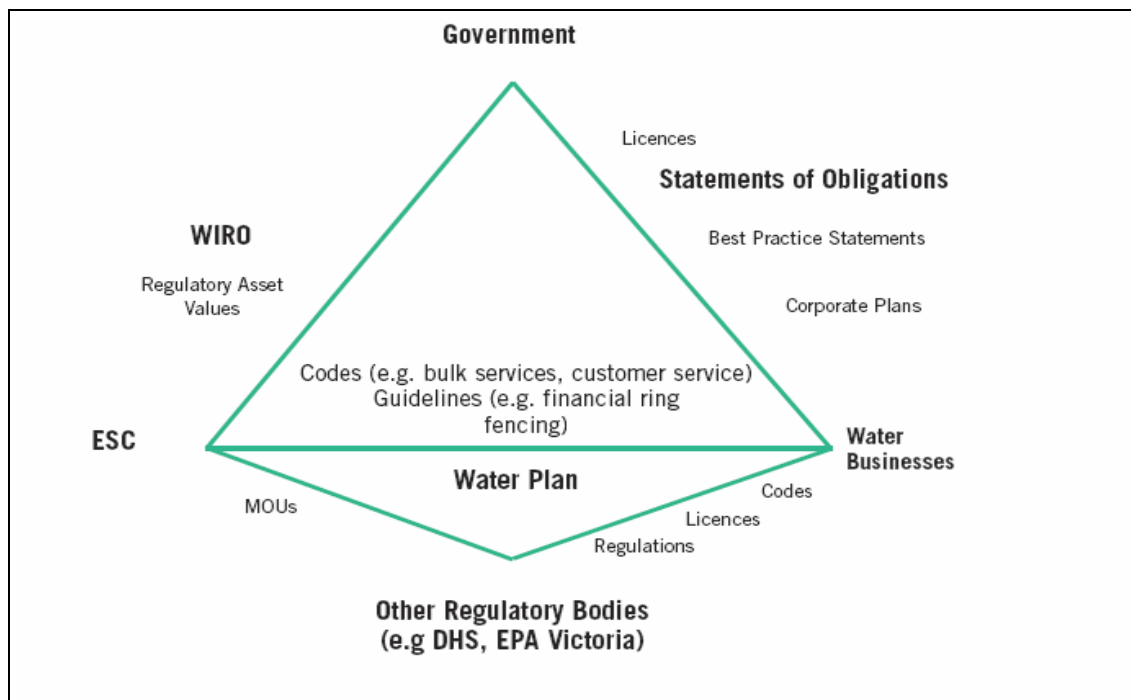 Government
Licences
Statements of Obligations
WIRO
Best Practice Statements
Regulatory Asset
Values
Corporate Plans
Codes (e.g. bulk services, customer service)
Guidelines (e.g. financial ring
fencing)
ESC
Water
Businesses
Water Plan
MOUs
Codes
Licences
Regulations
Other Regulatory Bodies
(e.g DHS, EPA Victoria)